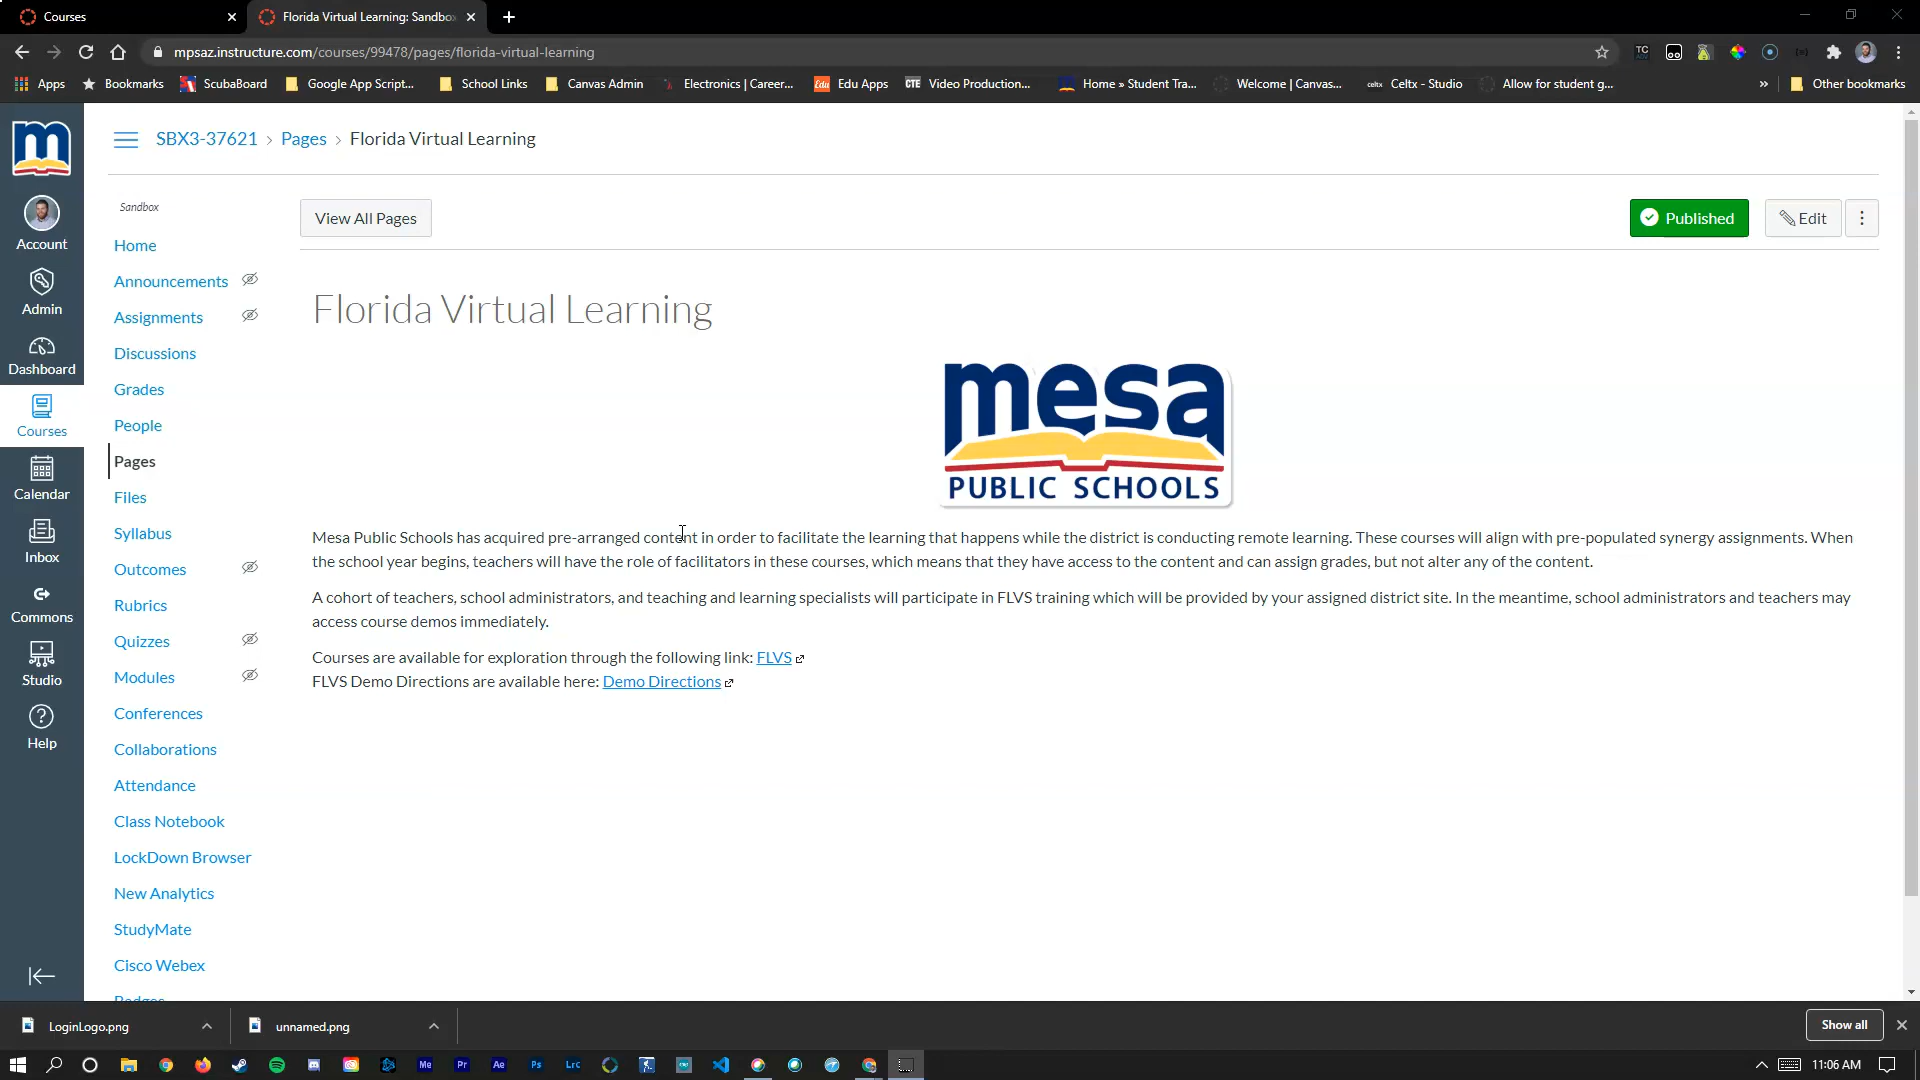 Courses
Florida Virtual Learning: Sandbox
mpsaz.instructure.com/courses/99478/pages/florida-virtual-learning
Apps
Bookmarks
ScubaBoard
Google App Script...
School Links
Canvas Admin
Electronics | Career...
Edu Apps
CTE Video Production...
Home » Student Tra...
Welcome | Canvas...
celtx Celtx - Studio
Allow for student g...
»
Other bookmarks
SBX3-37621 › Pages › Florida Virtual Learning
Account
Admin
Dashboard
Courses
Calendar
Inbox
Commons
Studio
Help
Sandbox
Home
Announcements
Assignments
Discussions
Grades
People
Pages
Files
Syllabus
Outcomes
Rubrics
Quizzes
Modules
Conferences
Collaborations
Attendance
Class Notebook
LockDown Browser
New Analytics
StudyMate
Cisco Webex
Badges
View All Pages
Published
Edit
Florida Virtual Learning
mesa
PUBLIC SCHOOLS
Mesa Public Schools has acquired pre-arranged content in order to facilitate the learning that happens while the district is conducting remote learning. These courses will align with pre-populated synergy assignments. When
the school year begins, teachers will have the role of facilitators in these courses, which means that they have access to the content and can assign grades, but not alter any of the content.
A cohort of teachers, school administrators, and teaching and learning specialists will participate in FLVS training which will be provided by your assigned district site. In the meantime, school administrators and teachers may
access course demos immediately.
Courses are available for exploration through the following link: FLVS
FLVS Demo Directions are available here: Demo Directions
LoginLogo.png
unnamed.png
Show all
Me
Pr
Ae
Ps
Lrc
11:06 AM